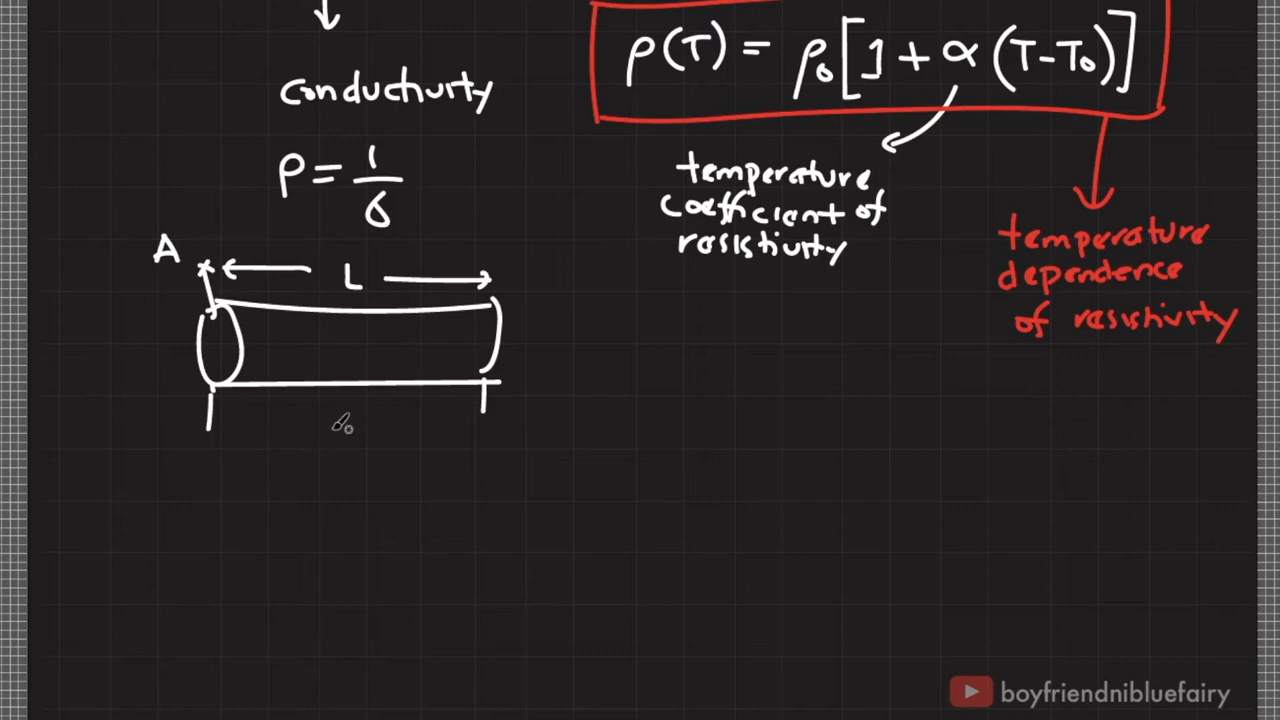 ρ(T) = ρ₀[1 + α(T-T₀)]
conductivity
ρ = 1/σ
temperature
coefficient of
resistivity
temperature
dependence
of resistivity
A
L
boyfriendnibluefairy